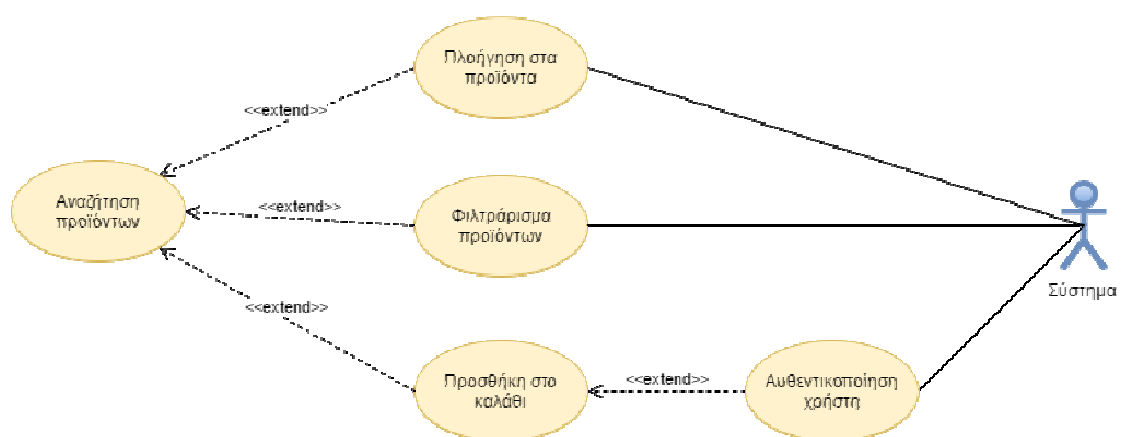 Πλοήγηση στα
προϊόντα
<<extend>>
Αναζήτηση
προϊόντων
<<extend>>
Φιλτράρισμα
προϊόντων
Σύστημα
<<extend>>
Προσθήκη στο
καλάθι
<<extend>>
Αυθεντικοποίηση
χρήστη